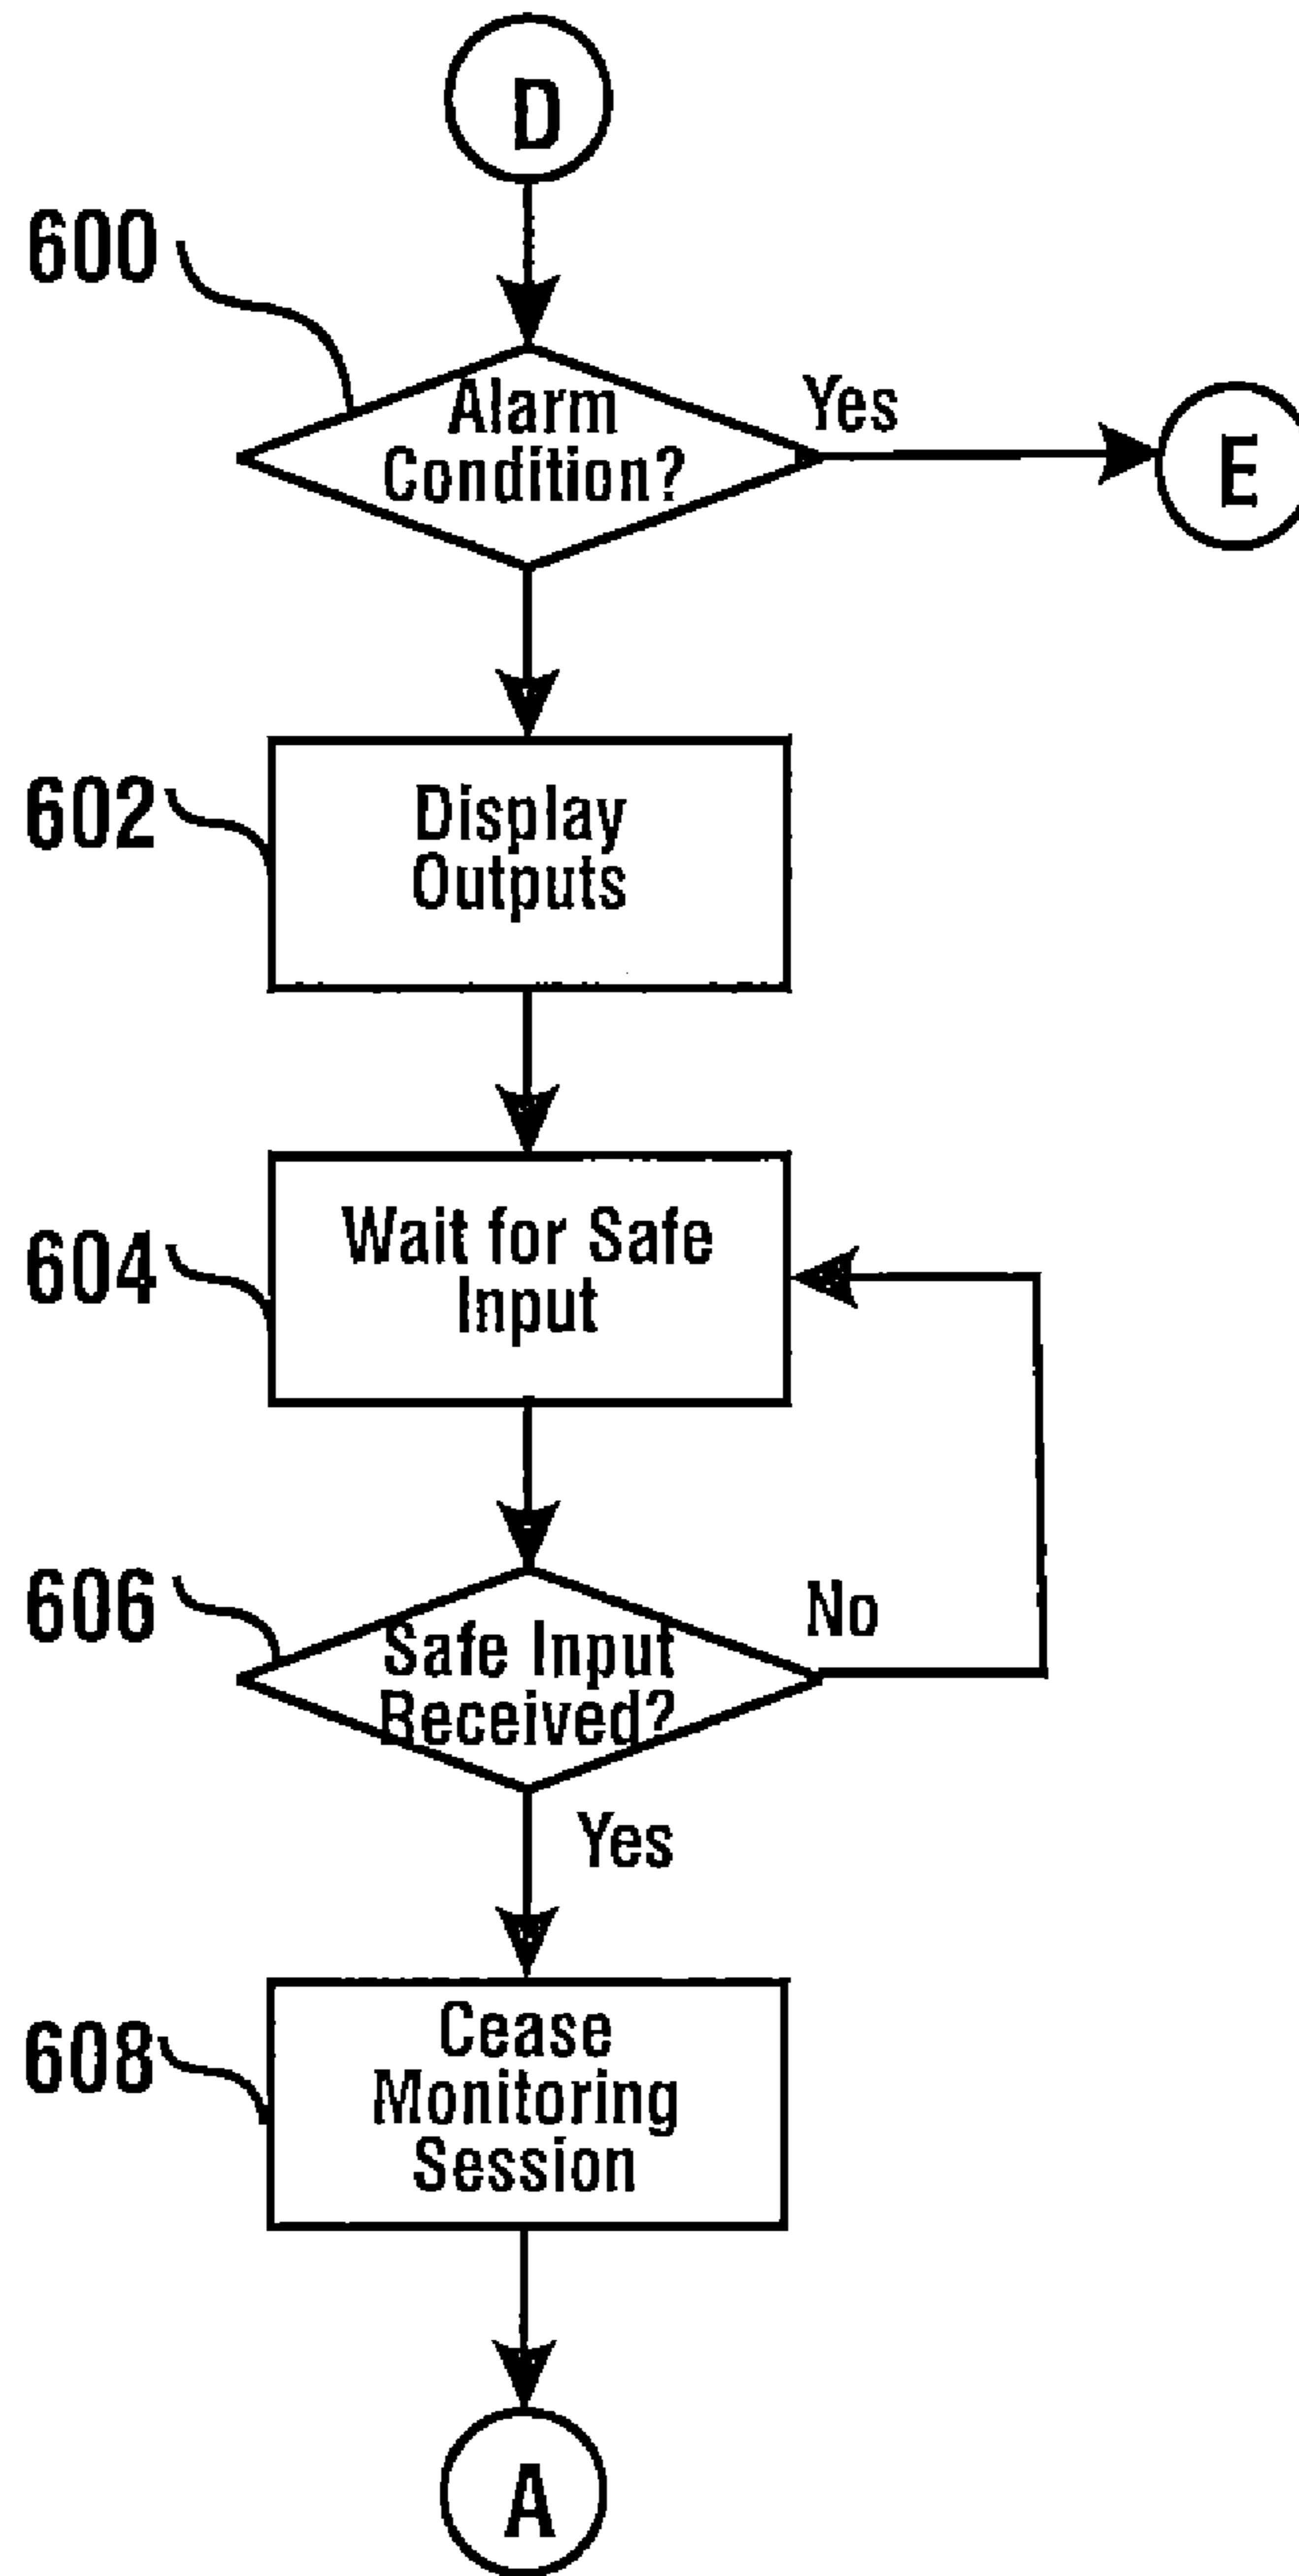 D
600
Alarm
Condition?
Yes
E
602
Display
Outputs
604
Wait for Safe
Input
606
Safe Input
Received?
No
Yes
608
Cease
Monitoring
Session
A